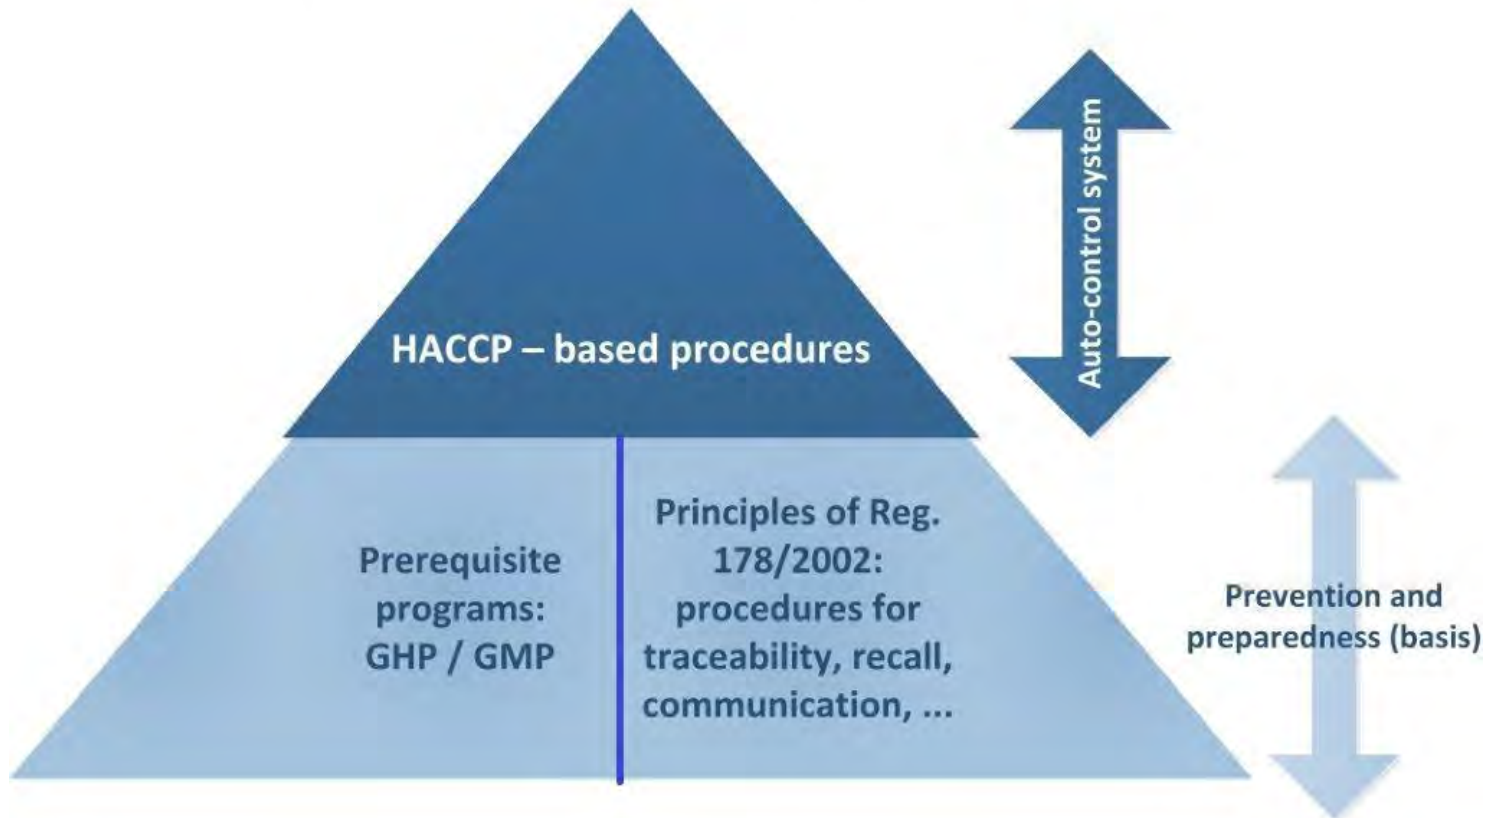 Auto-control system
HACCP – based procedures
Prerequisite
programs:
GHP / GMP
Principles of Reg.
178/2002:
procedures for
traceability, recall,
communication, ...
Prevention and
preparedness (basis)